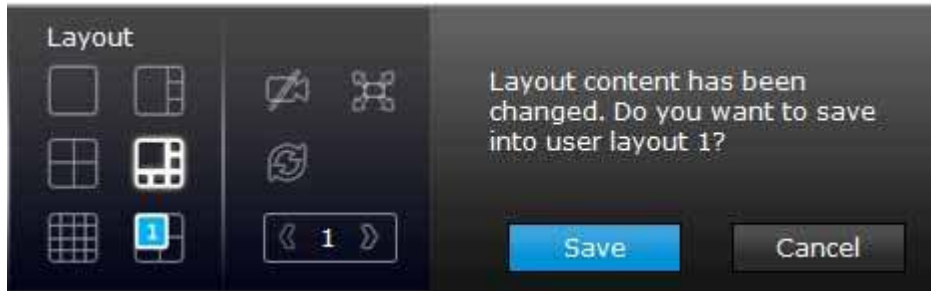 Layout
1
1
Layout content has been
changed. Do you want to save
into user layout 1?
Save
Cancel